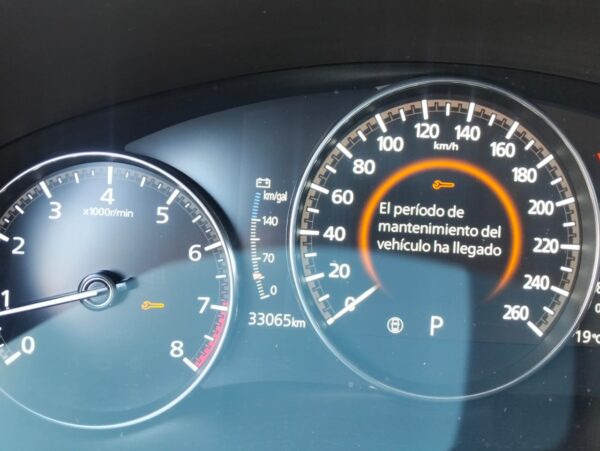 0
1
2
3
4
5
6
7
8
x1000r/min
km/gal
140
70
0
33065km
0
20
40
60
80
100
120
140
160
180
200
220
240
260
km/h
El período de
mantenimiento del
vehículo ha llegado
P
19°C